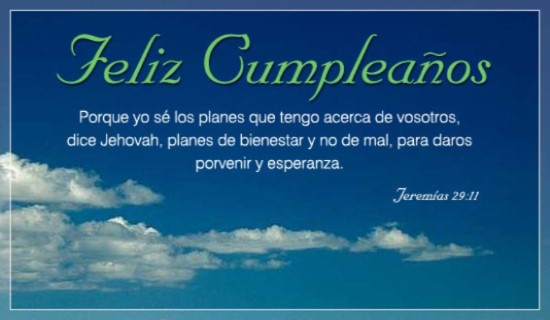 Feliz Cumpleaños
Porque yo sé los planes que tengo acerca de vosotros,
dice Jehovah, planes de bienestar y no de mal, para daros
porvenir y esperanza.
Jeremías 29:11